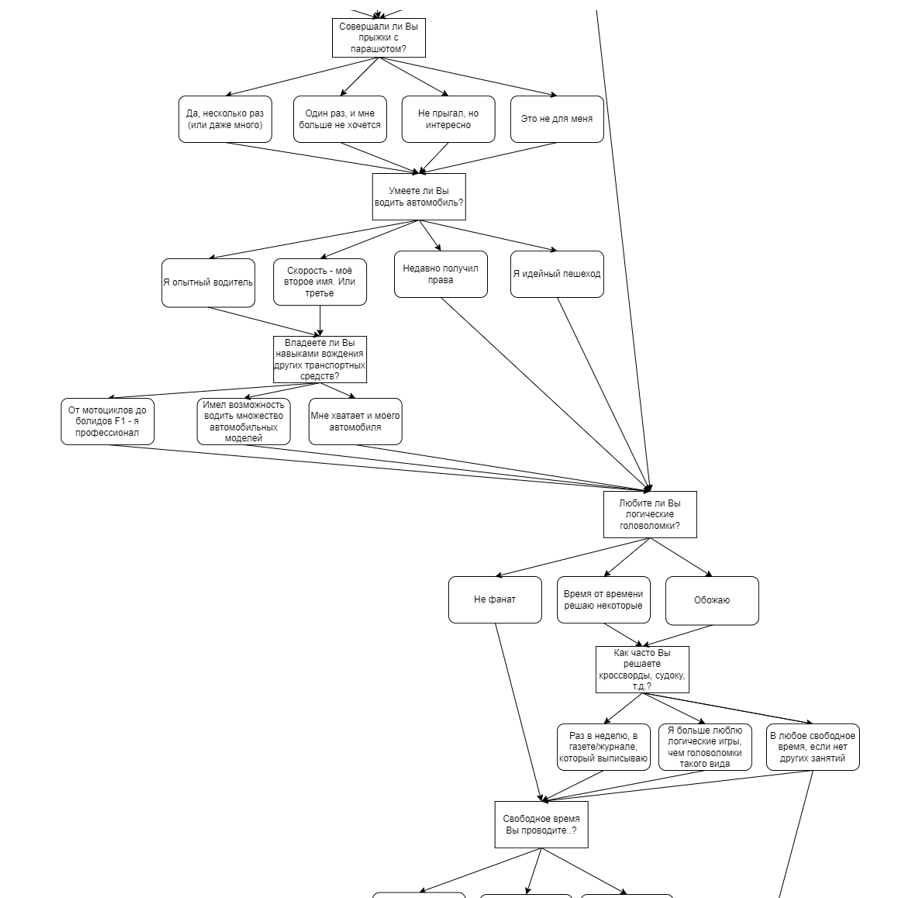 Совершали ли Вы
прыжки с
парашютом?
Да, несколько раз
(или даже много)
Один раз, и мне
больше не хочется
Не прыгал, но
интересно
Это не для меня
Умеете ли Вы
водить автомобиль?
Я опытный водитель
Скорость - моё
второе имя. Или
третье
Недавно получил
права
Я идейный пешеход
Владеете ли Вы
навыками вождения
других транспортных
средств?
От мотоциклов до
болидов F1 - я
профессионал
Имел возможность
водить множество
автомобильных
моделей
Мне хватает и моего
автомобиля
Любите ли Вы
логические
головоломки?
Не фанат
Время от времени
решаю некоторые
Обожаю
Как часто Вы
решаете
кроссворды, судоку,
т.д.?
Раз в неделю, в
газете/журнале,
который выписываю
Я больше люблю
логические игры,
чем головоломки
такого вида
В любое свободное
время, если нет
других занятий
Свободное время
Вы проводите..?